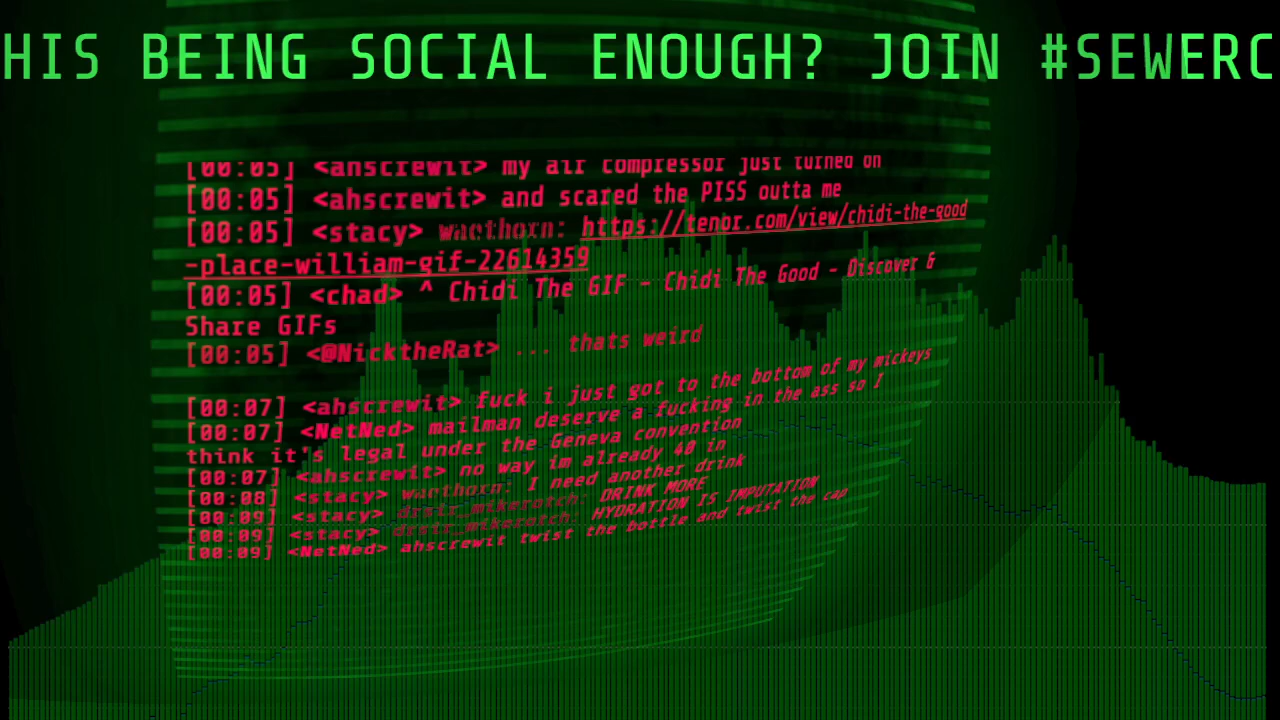 HIS BEING SOCIAL ENOUGH? JOIN #SEWERC
[00:05] <ahscrewit> my air compressor just turned on
[00:05] <ahscrewit> and scared the PISS outta me
[00:05] <stacy> waethorn: https://tenor.com/view/chidi-the-good
-place-william-gif-22614359
[00:05] <chad> ^ Chidi The GIF - Chidi The Good - Discover &
Share GIFs
[00:05] <@NicktheRat> ... thats weird
[00:07] <ahscrewit> fuck i just got to the bottom of my mickeys
[00:07] <NetNed> mailman deserve a fucking in the ass so I
think it's legal under the Geneva convention
[00:07] <ahscrewit> no way im already 40 in
[00:08] <stacy> waethorn: I need another drink
[00:09] <stacy> drsir_mikerotch: DRINK MORE
[00:09] <stacy> drsir_mikerotch: HYDRATION IS IMPUTATION
[00:09] <NetNed> ahscrewit twist the bottle and twist the cap